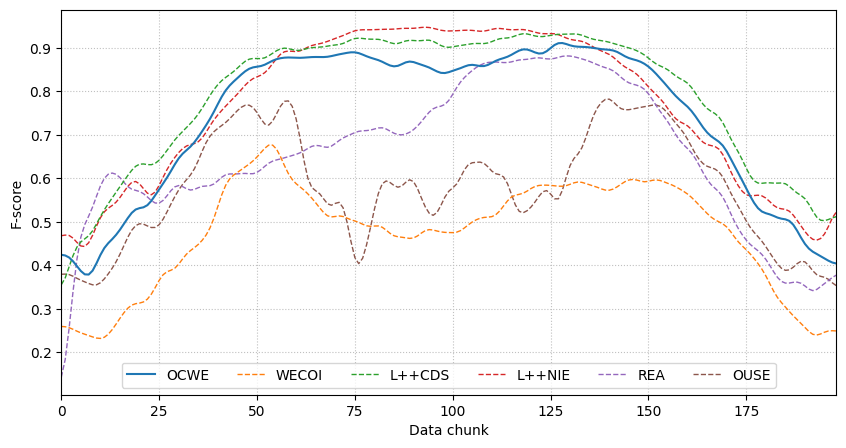 F-score
0.9
0.8
0.7
0.6
0.5
0.4
0.3
0.2
OCWE WECOI L++CDS L++NIE REA OUSE
0 25 50 75 100 125 150 175
Data chunk